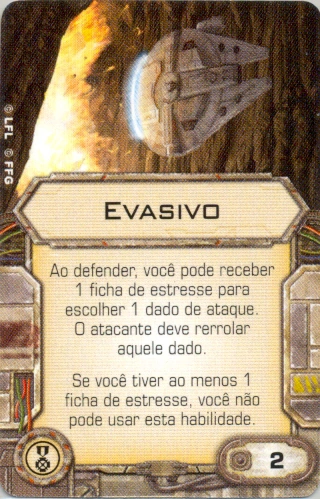 © LFL © FFG
EVASIVO
Ao defender, você pode receber
1 ficha de estresse para
escolher 1 dado de ataque.
O atacante deve rerrolar
aquele dado.
Se você tiver ao menos 1
ficha de estresse, você não
pode usar esta habilidade.
2